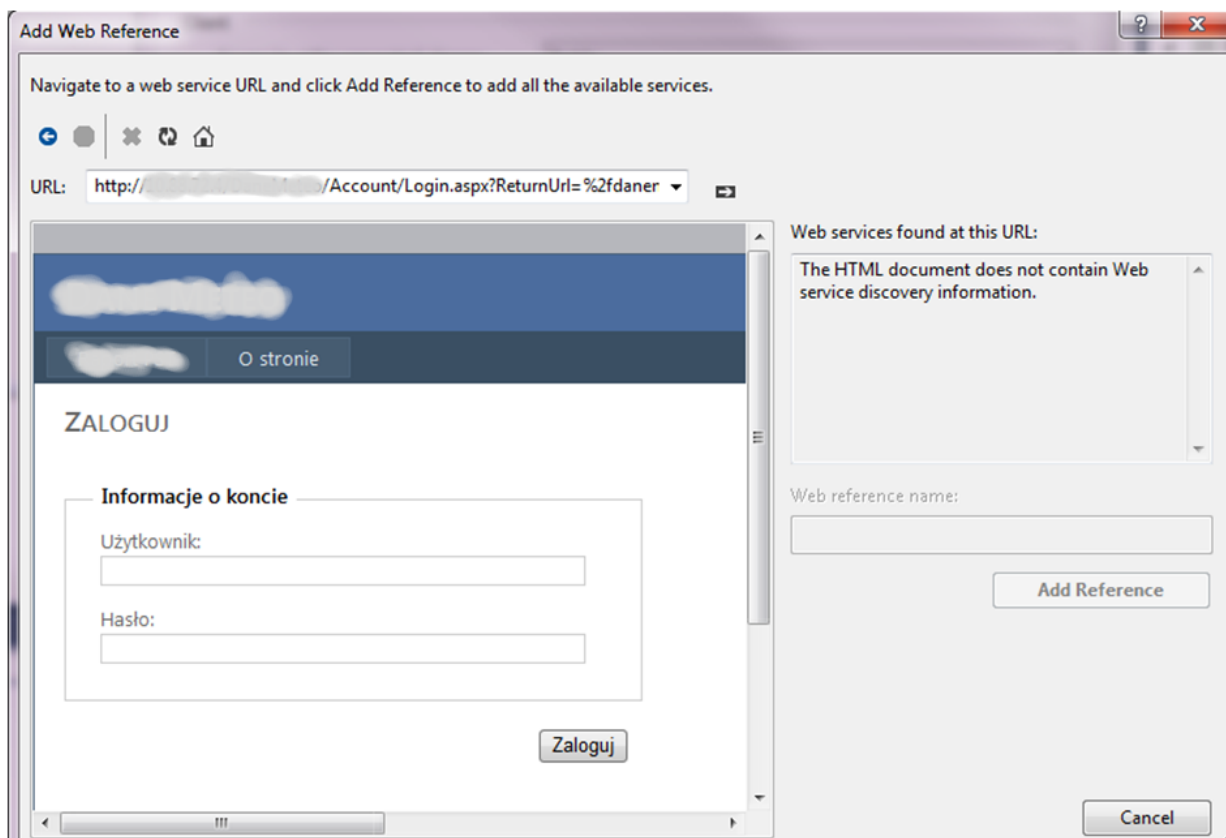 Add Web Reference
Navigate to a web service URL and click Add Reference to add all the available services.
URL: http:// /Account/Login.aspx?ReturnUrl=%2fdaner
O stronie
ZALOGUJ
Informacje o koncie
Użytkownik:
Hasło:
Zaloguj
Web services found at this URL:
The HTML document does not contain Web
service discovery information.
Web reference name:
Add Reference
Cancel